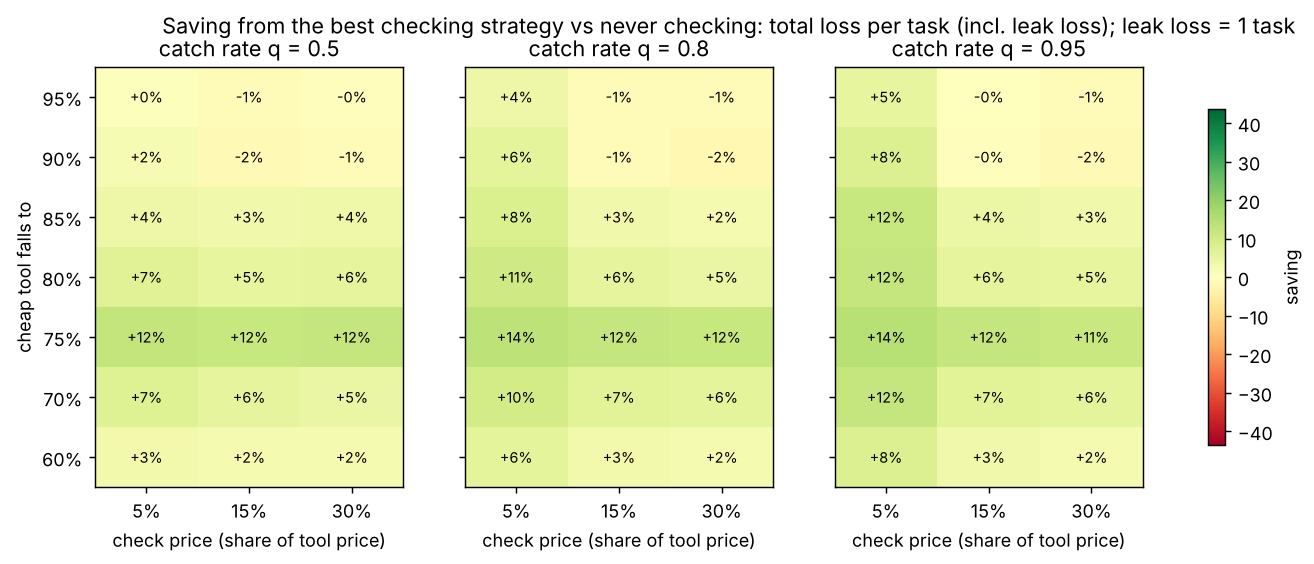 Saving from the best checking strategy vs never checking: total loss per task (incl. leak loss); leak loss = 1 task
catch rate q = 0.5
catch rate q = 0.8
catch rate q = 0.95
cheap tool falls to
95% +0% -1% -0% +4% -1% -1% +5% -0% -1%
90% +2% -2% -1% +6% -1% -2% +8% -0% -2%
85% +4% +3% +4% +8% +3% +2% +12% +4% +3%
80% +7% +5% +6% +11% +6% +5% +12% +6% +5%
75% +12% +12% +12% +14% +12% +12% +14% +12% +11%
70% +7% +6% +5% +10% +7% +6% +12% +7% +6%
60% +3% +2% +2% +6% +3% +2% +8% +3% +2%
5% 15% 30% 5% 15% 30% 5% 15% 30%
check price (share of tool price)
check price (share of tool price)
check price (share of tool price)
40
30
20
10
0
−10
−20
−30
−40
saving